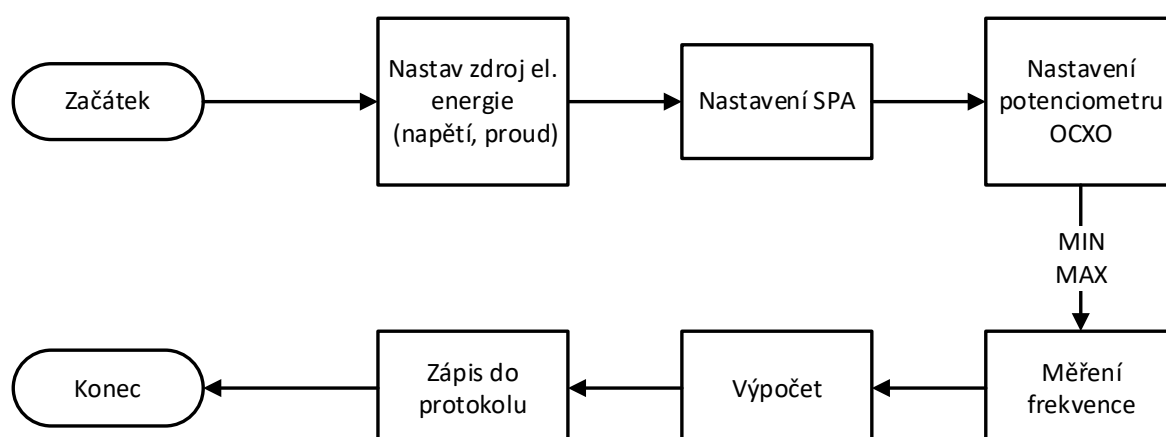 Začátek
Nastav zdroj el.
energie
(napětí, proud)
Nastavení SPA
Nastavení
potenciometru
OCXO
MIN
MAX
Měření
frekvence
Výpočet
Zápis do
protokolu
Konec